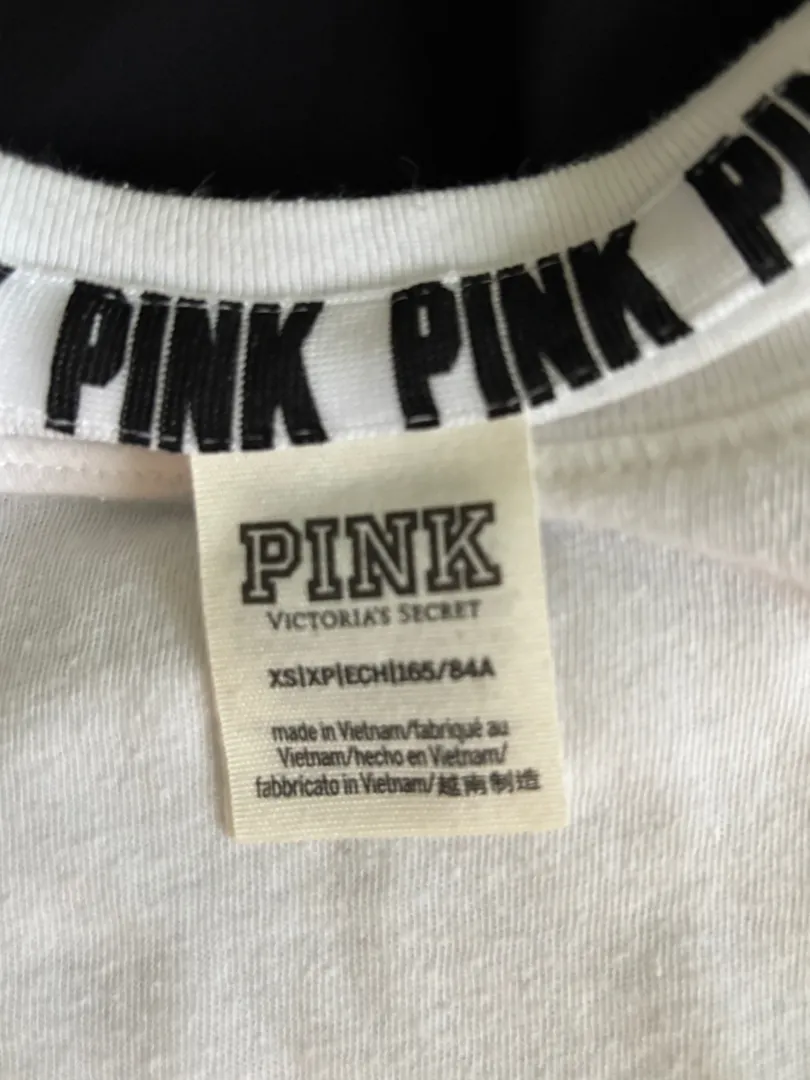 PINK PINK PIN
PINK
VICTORIA'S SECRET
XS|XP|ECH|165/84A
made in Vietnam/fabriqué au
Vietnam/hecho en Vietnam/
fabbricato in Vietnam/越南制造